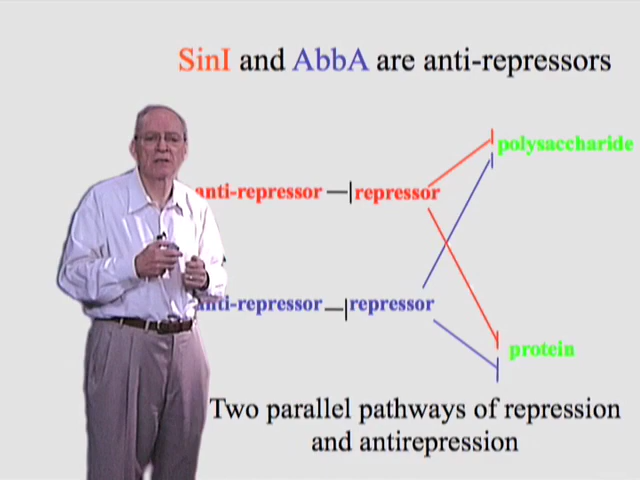 SinI and AbbA are anti-repressors
polysaccharide
anti-repressor repressor
anti-repressor repressor
protein
Two parallel pathways of repression
and antirepression